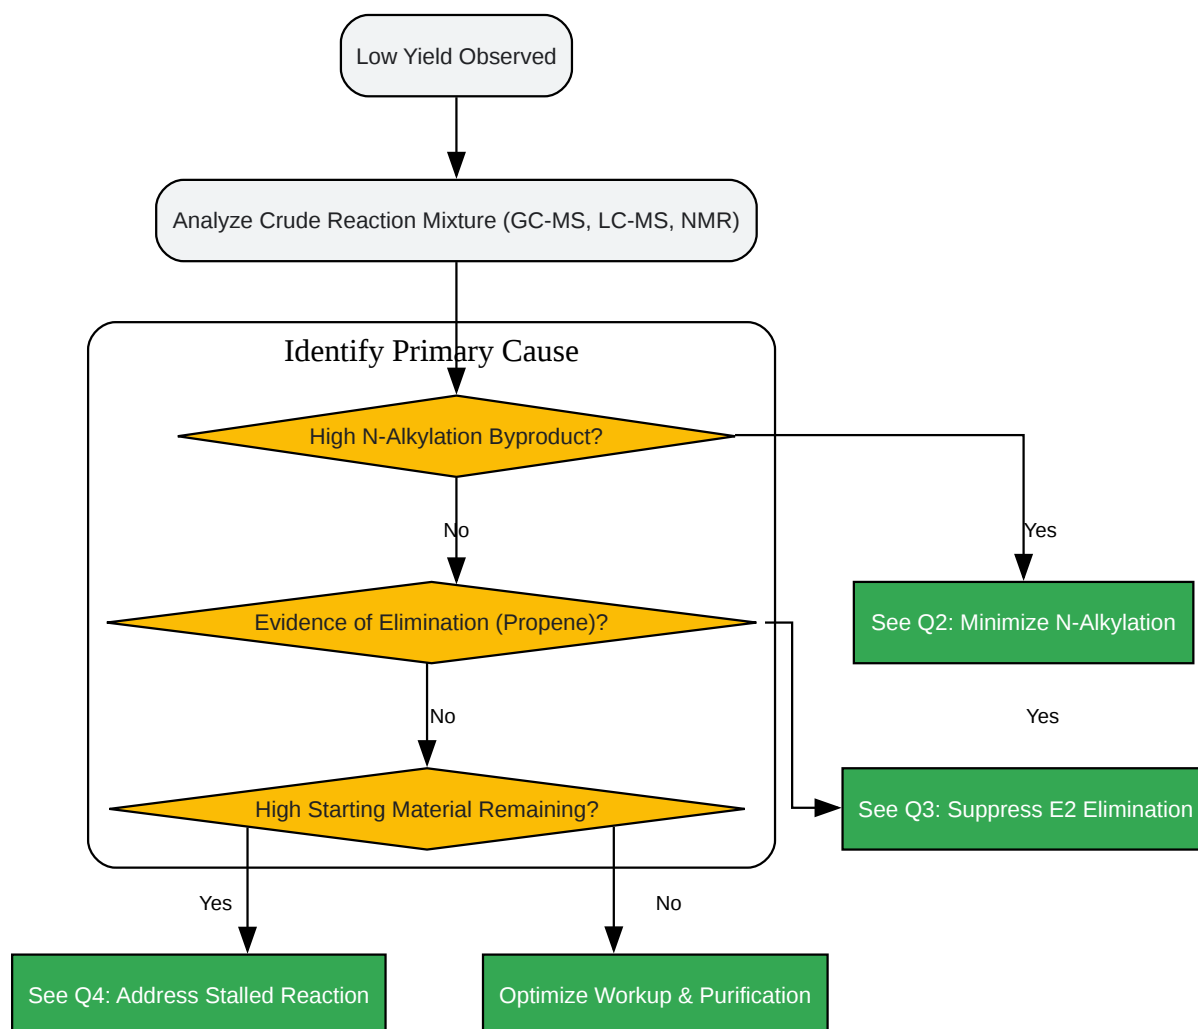 Low Yield Observed
Analyze Crude Reaction Mixture (GC-MS, LC-MS, NMR)
Identify Primary Cause
High N-Alkylation Byproduct?
No
Yes
Evidence of Elimination (Propene)?
See Q2: Minimize N-Alkylation
No
Yes
High Starting Material Remaining?
See Q3: Suppress E2 Elimination
Yes
No
See Q4: Address Stalled Reaction
Optimize Workup & Purification